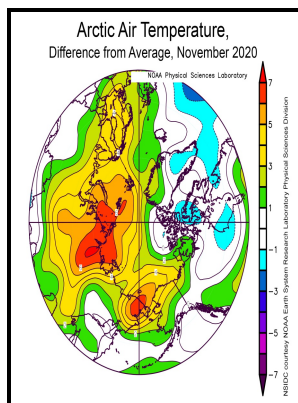 Arctic Air Temperature,
Difference from Average, November 2020
NOAA Physical Sciences Laboratory
7
5
3
1
-1
-3
-5
-7
NSIDC courtesy NOAA Earth System Research Laboratory Physical Sciences Division